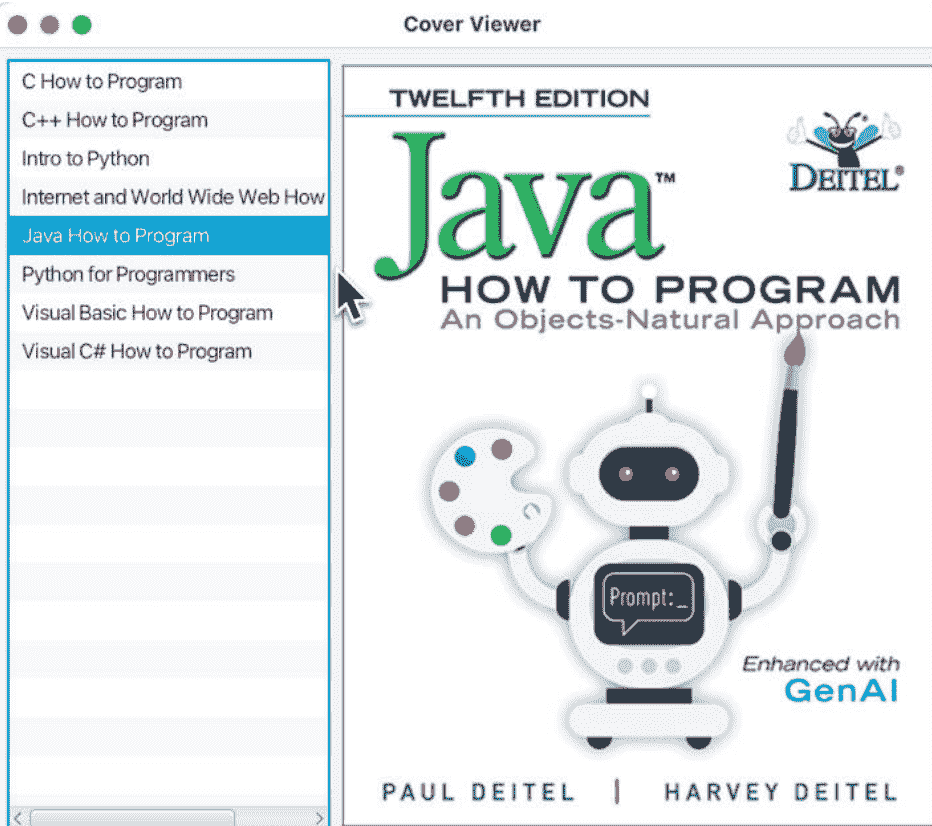 Cover Viewer
C How to Program
C++ How to Program
Intro to Python
Internet and World Wide Web How
Java How to Program
Python for Programmers
Visual Basic How to Program
Visual C# How to Program
TWELFTH EDITION
DEITEL®
Java™
HOW TO PROGRAM
An Objects-Natural Approach
Prompt:_
Enhanced with
GenAI
PAUL DEITEL | HARVEY DEITEL